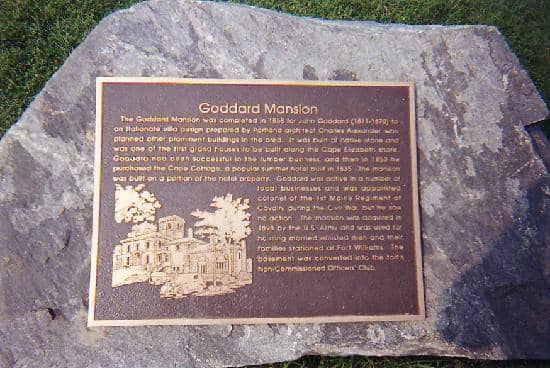 Goddard Mansion
The Goddard Mansion was completed in 1858 for John Goddard (1811-1870) to
an Italianate villa design prepared by Portland architect Charles Alexander who
planned other prominent buildings in the area. It was built of native stone and
was one of the first grand houses to be built along the Cape Elizabeth shore.
Goddard had been successful in the lumber business, and then in 1853 he
purchased the Cape Cottage, a popular summer hotel built in 1835. The mansion
was built on a portion of the hotel property. Goddard was active in a number of
local businesses and was appointed
colonel of the 1st Maine Regiment of
Cavalry during the Civil War, but he saw
no action. The mansion was acquired in
1898 by the U.S. Army and was used for
housing married enlisted men and their
families stationed at Fort Williams. The
basement was converted into the fort's
Non-Commissioned Officers' Club.